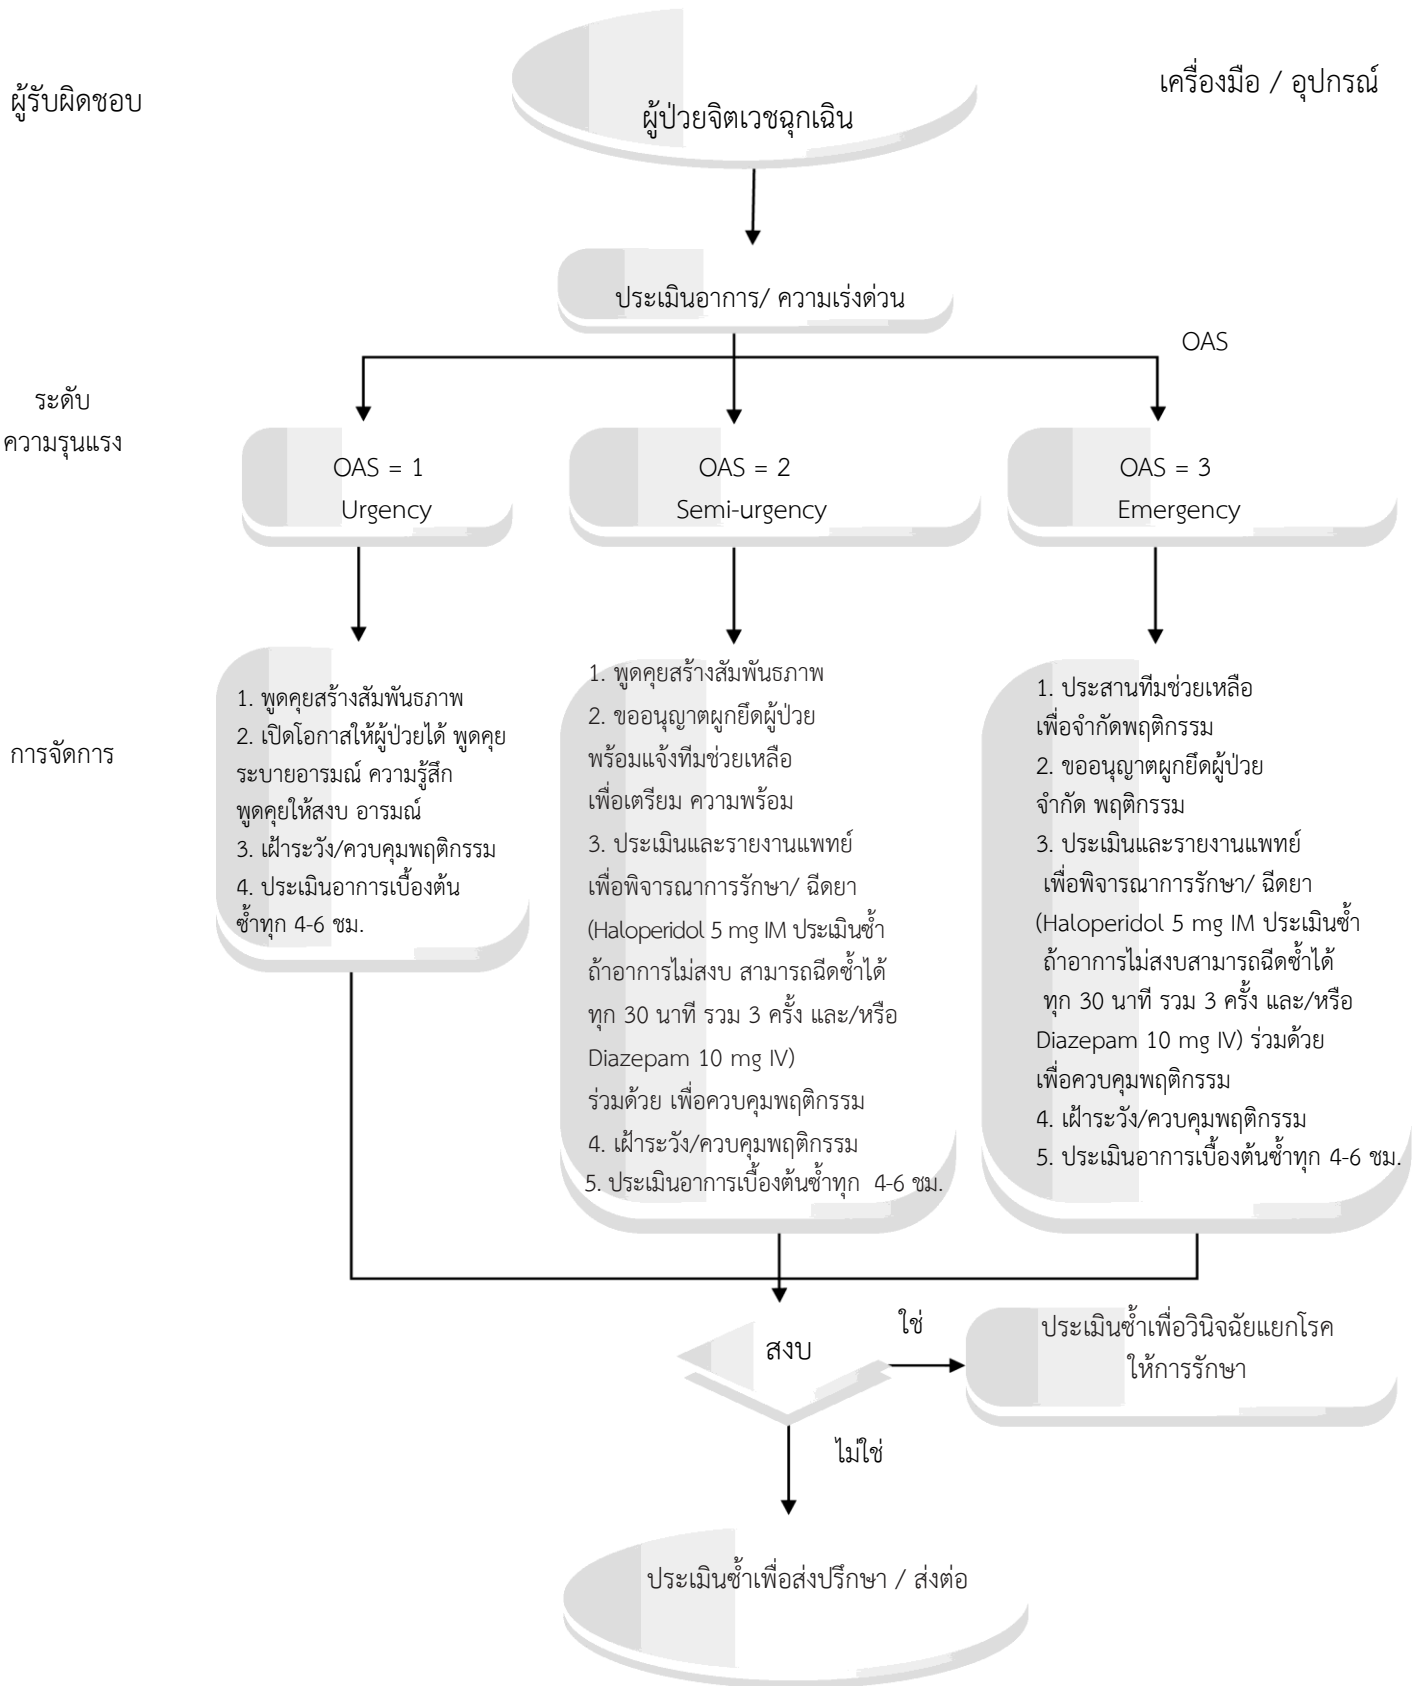 ผู้รับผิดชอบ
เครื่องมือ / อุปกรณ์
ผู้ป่วยจิตเวชฉุกเฉิน
ประเมินอาการ/ ความเร่งด่วน
OAS
ระดับ
ความรุนแรง
OAS = 1
Urgency
OAS = 2
Semi-urgency
OAS = 3
Emergency
การจัดการ
1. พูดคุยสร้างสัมพันธภาพ
2. เปิดโอกาสให้ผู้ป่วยได้ พูดคุย
ระบายอารมณ์ ความรู้สึก
พูดคุยให้สงบ อารมณ์
3. เฝ้าระวัง/ควบคุมพฤติกรรม
4. ประเมินอาการเบื้องต้น
ซ้ำทุก 4-6 ชม.
1. พูดคุยสร้างสัมพันธภาพ
2. ขออนุญาตผูกยึดผู้ป่วย
พร้อมแจ้งทีมช่วยเหลือ
เพื่อเตรียม ความพร้อม
3. ประเมินและรายงานแพทย์
เพื่อพิจารณาการรักษา/ ฉีดยา
(Haloperidol 5 mg IM ประเมินซ้ำ
ถ้าอาการไม่สงบ สามารถฉีดซ้ำได้
ทุก 30 นาที รวม 3 ครั้ง และ/หรือ
Diazepam 10 mg IV)
ร่วมด้วย เพื่อควบคุมพฤติกรรม
4. เฝ้าระวัง/ควบคุมพฤติกรรม
5. ประเมินอาการเบื้องต้นซ้ำทุก 4-6 ชม.
1. ประสานทีมช่วยเหลือ
เพื่อจำกัดพฤติกรรม
2. ขออนุญาตผูกยึดผู้ป่วย
จำกัด พฤติกรรม
3. ประเมินและรายงานแพทย์
เพื่อพิจารณาการรักษา/ ฉีดยา
(Haloperidol 5 mg IM ประเมินซ้ำ
ถ้าอาการไม่สงบสามารถฉีดซ้ำได้
ทุก 30 นาที รวม 3 ครั้ง และ/หรือ
Diazepam 10 mg IV) ร่วมด้วย
เพื่อควบคุมพฤติกรรม
4. เฝ้าระวัง/ควบคุมพฤติกรรม
5. ประเมินอาการเบื้องต้นซ้ำทุก 4-6 ชม.
สงบ
ใช่
ประเมินซ้ำเพื่อวินิจฉัยแยกโรค
ให้การรักษา
ไม่ใช่
ประเมินซ้ำเพื่อส่งปรึกษา / ส่งต่อ